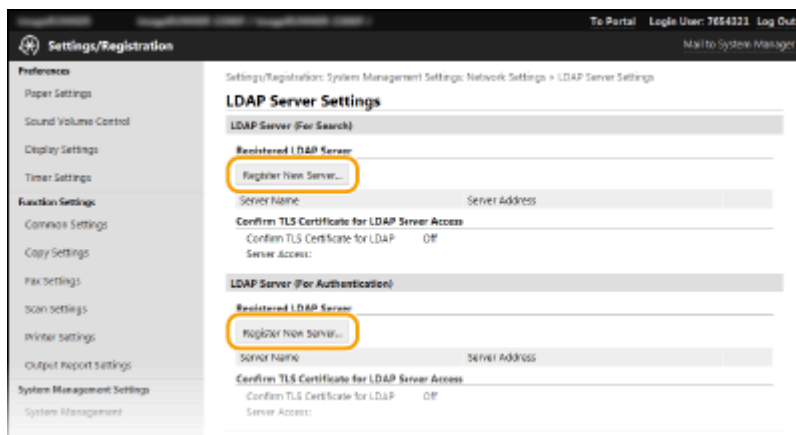 To Portal Login User: 7654321 Log Out
Settings/Registration
Mail to System Manager
Preferences
Paper Settings
Sound Volume Control
Display Settings
Timer Settings
Function Settings
Common Settings
Copy Settings
Fax Settings
Scan Settings
Printer Settings
Output Report Settings
System Management Settings
System Management
Settings/Registration: System Management Settings: Network Settings > LDAP Server Settings
LDAP Server Settings
LDAP Server (For Search)
Registered LDAP Server
Register New Server...
Server Name Server Address
Confirm TLS Certificate for LDAP Server Access
Confirm TLS Certificate for LDAP Off
Server Access:
LDAP Server (For Authentication)
Registered LDAP Server
Register New Server...
Server Name Server Address
Confirm TLS Certificate for LDAP Server Access
Confirm TLS Certificate for LDAP Off
Server Access: